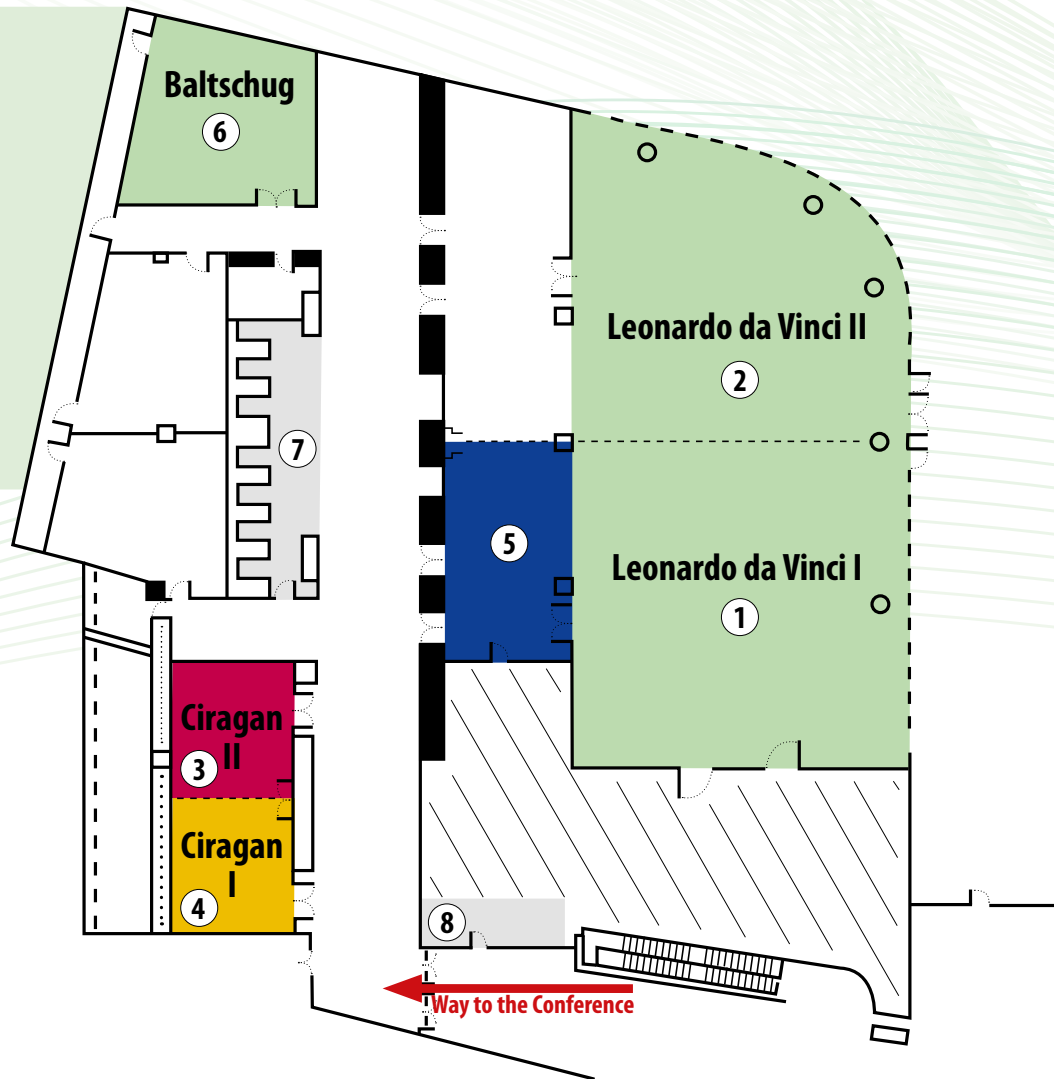 Baltschug
6
Leonardo da Vinci II
2
7
5
Leonardo da Vinci I
1
Ciragan
II
3
Ciragan
I
4
8
Way to the Conference